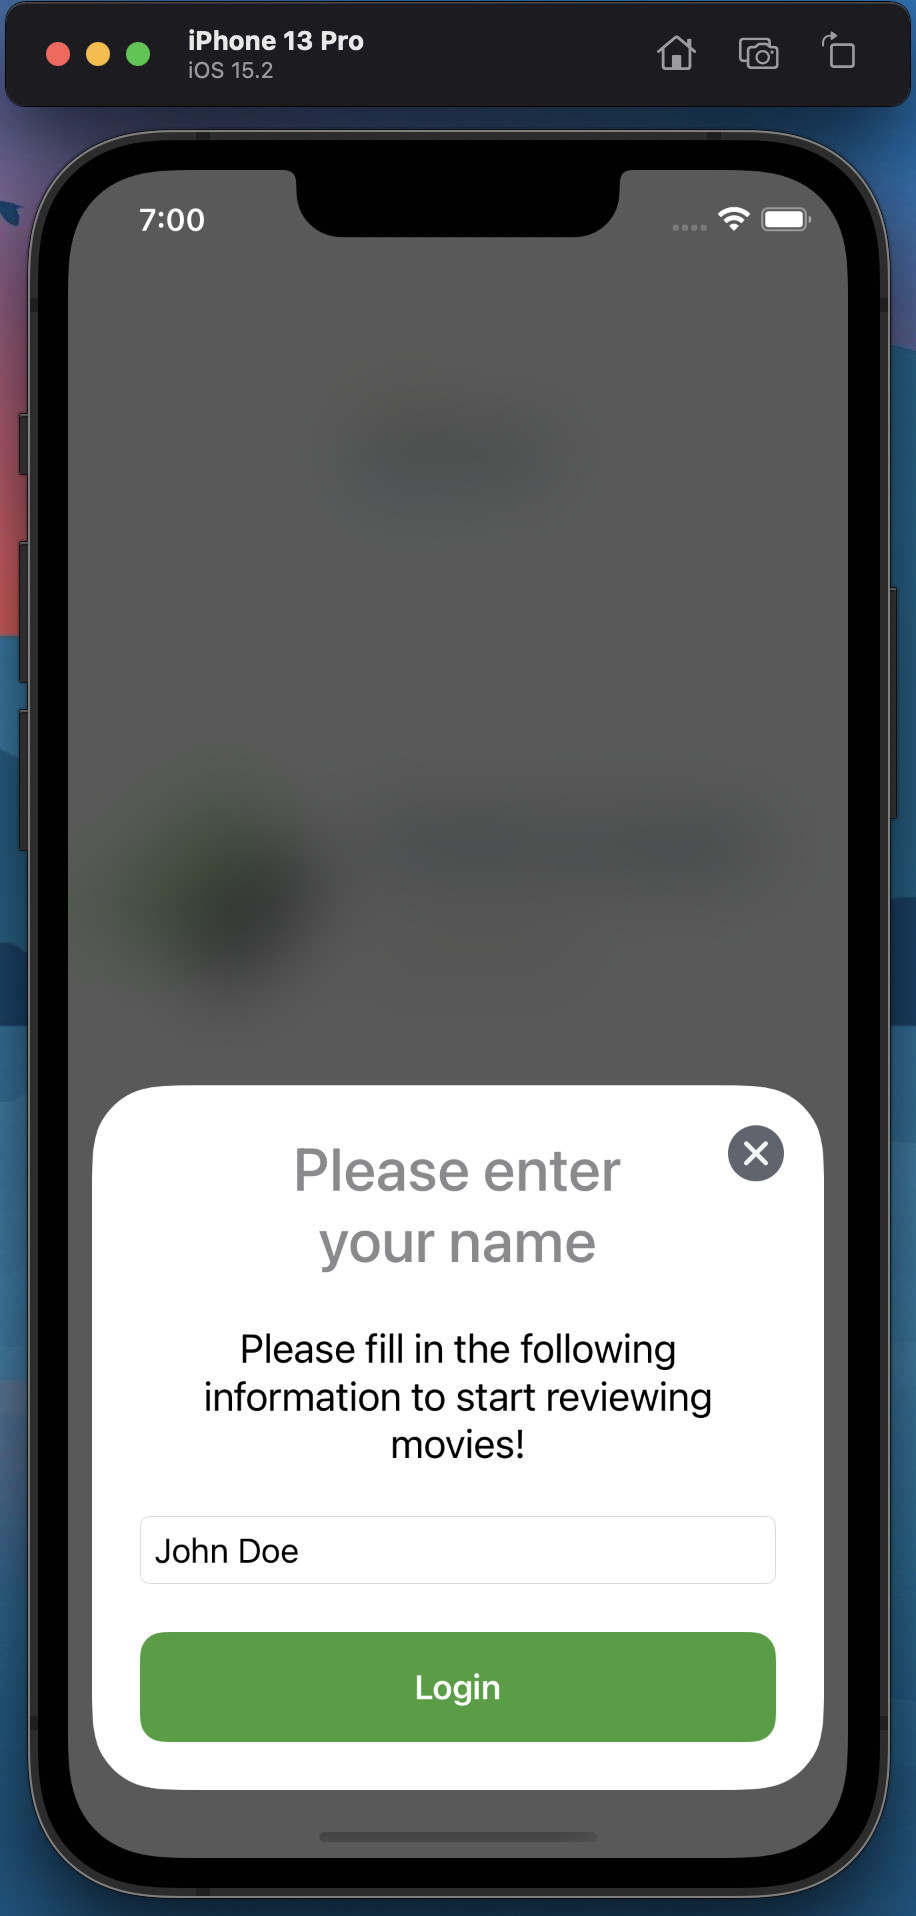 iPhone 13 Pro
iOS 15.2
7:00
Please enter
your name
Please fill in the following
information to start reviewing
movies!
John Doe
Login